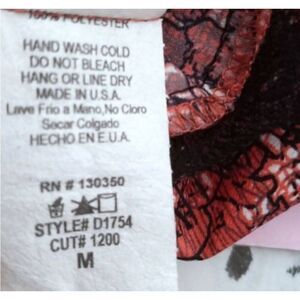 100% POLYESTER
HAND WASH COLD
DO NOT BLEACH
HANG OR LINE DRY
MADE IN U.S.A.
Lave Frio a Mano,No Cloro
Secar Colgado
HECHO EN E.U.A.
RN # 130350
STYLE# D1754
CUT# 1200
M